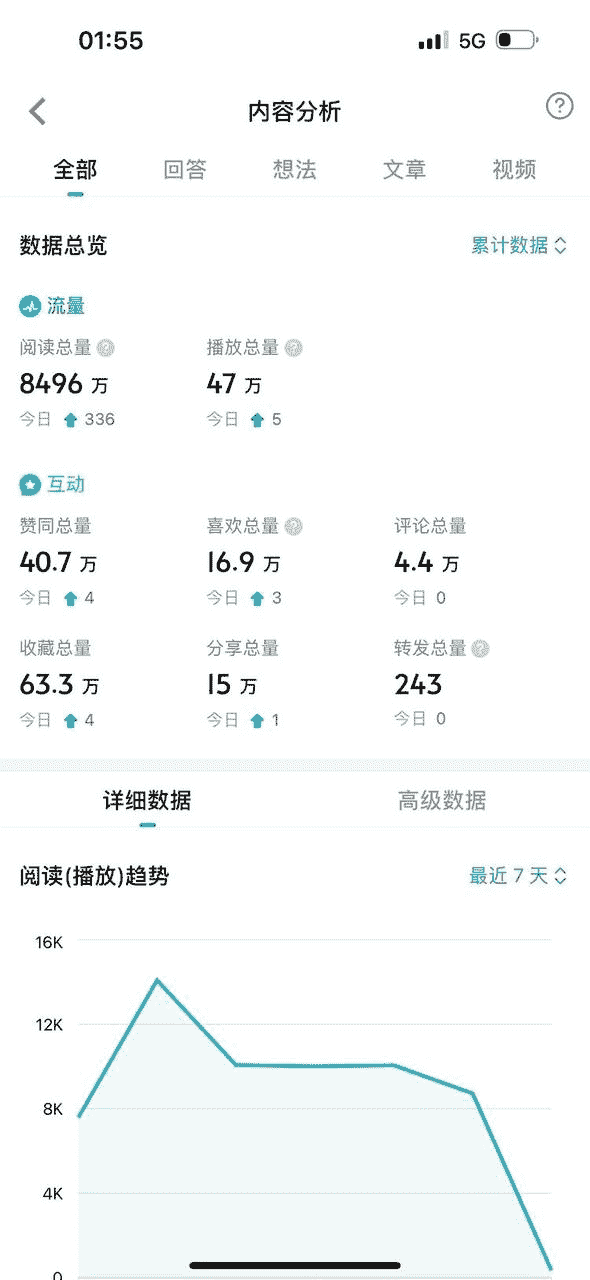 01:55 5G
内容分析
全部 回答 想法 文章 视频
数据总览 累计数据
流量
阅读总量 播放总量
8496 万 47 万
今日 336 今日 5
互动
赞同总量 喜欢总量 评论总量
40.7 万 16.9 万 4.4 万
今日 4 今日 3 今日 0
收藏总量 分享总量 转发总量
63.3 万 15 万 243
今日 4 今日 1 今日 0
详细数据 高级数据
阅读(播放)趋势 最近 7 天
16K
12K
8K
4K
0